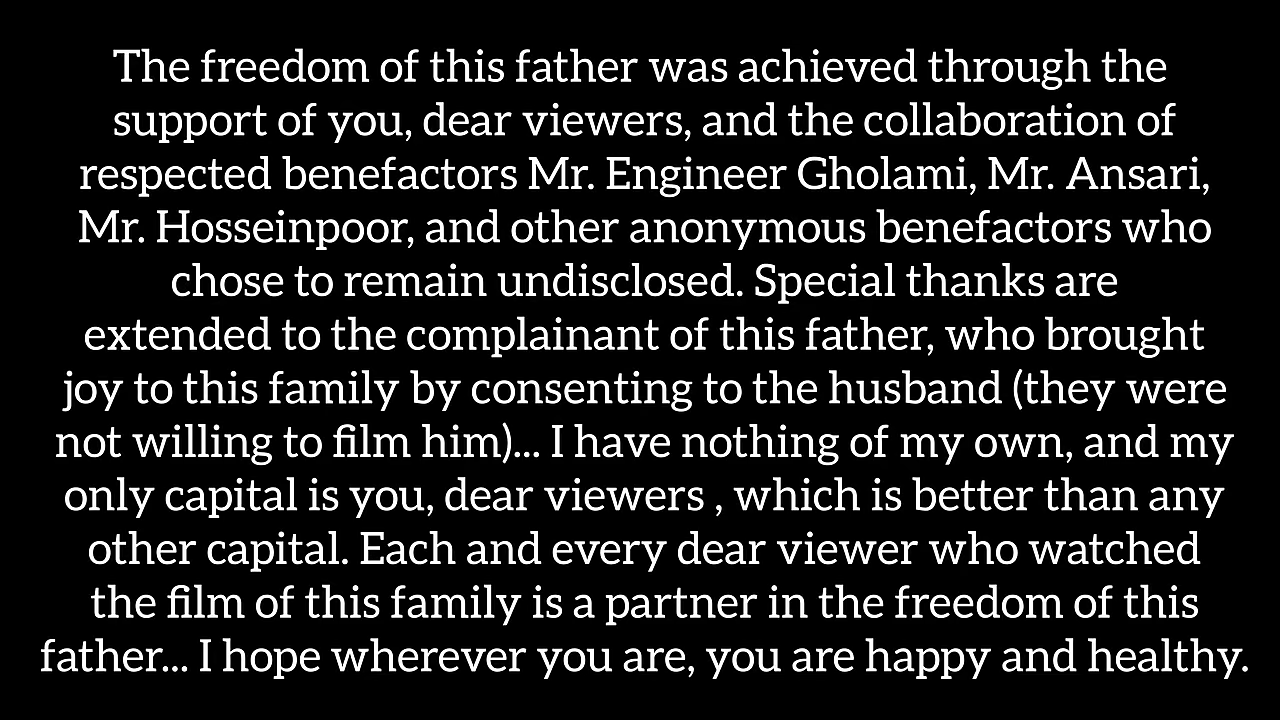 The freedom of this father was achieved through the
support of you, dear viewers, and the collaboration of
respected benefactors Mr. Engineer Gholami, Mr. Ansari,
Mr. Hosseinpoor, and other anonymous benefactors who
chose to remain undisclosed. Special thanks are
extended to the complainant of this father, who brought
joy to this family by consenting to the husband (they were
not willing to film him)... I have nothing of my own, and my
only capital is you, dear viewers , which is better than any
other capital. Each and every dear viewer who watched
the film of this family is a partner in the freedom of this
father... I hope wherever you are, you are happy and healthy.